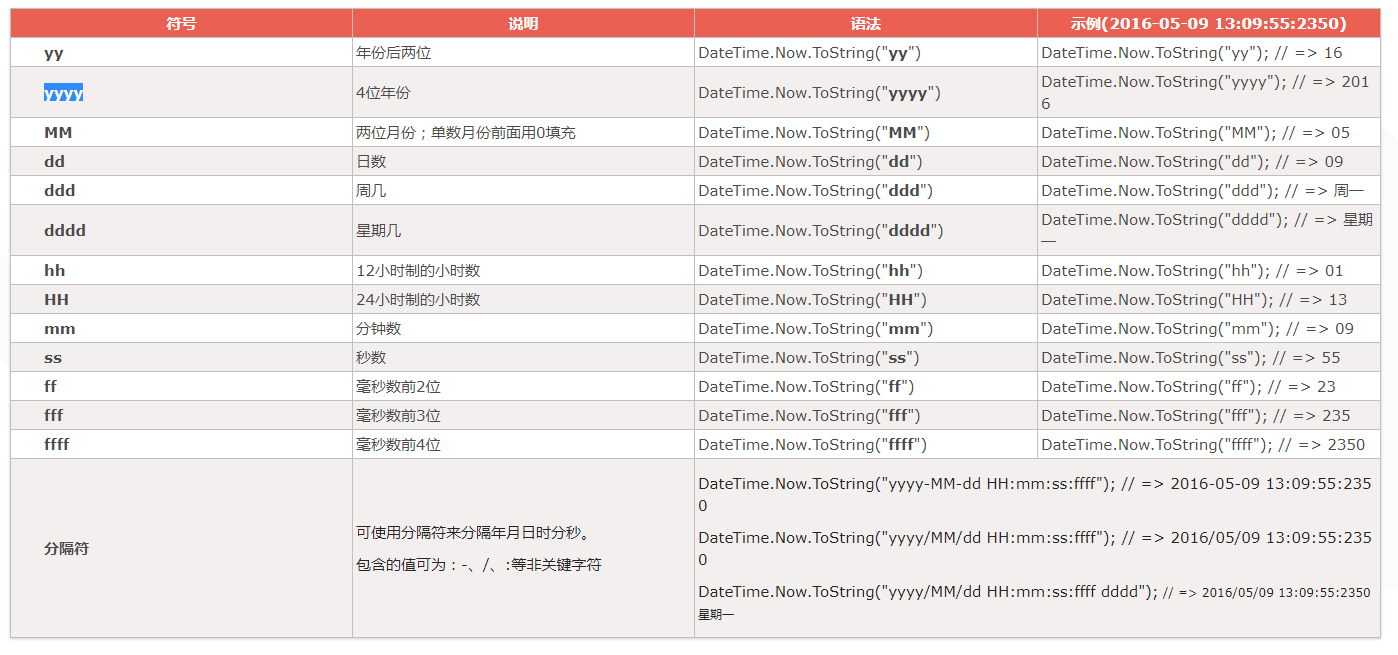 符号 说明 语法 示例(2016-05-09 13:09:55:2350)
yy 年份后两位 DateTime.Now.ToString("yy") DateTime.Now.ToString("yy"); // => 16
yyyy 4位年份 DateTime.Now.ToString("yyyy") DateTime.Now.ToString("yyyy"); // => 201
6
MM 两位月份；单数月份前面用0填充 DateTime.Now.ToString("MM") DateTime.Now.ToString("MM"); // => 05
dd 日数 DateTime.Now.ToString("dd") DateTime.Now.ToString("dd"); // => 09
ddd 周几 DateTime.Now.ToString("ddd") DateTime.Now.ToString("ddd"); // => 周一
dddd 星期几 DateTime.Now.ToString("dddd") DateTime.Now.ToString("dddd"); // => 星期
一
hh 12小时制的小时数 DateTime.Now.ToString("hh") DateTime.Now.ToString("hh"); // => 01
HH 24小时制的小时数 DateTime.Now.ToString("HH") DateTime.Now.ToString("HH"); // => 13
mm 分钟数 DateTime.Now.ToString("mm") DateTime.Now.ToString("mm"); // => 09
ss 秒数 DateTime.Now.ToString("ss") DateTime.Now.ToString("ss"); // => 55
ff 毫秒数前2位 DateTime.Now.ToString("ff") DateTime.Now.ToString("ff"); // => 23
fff 毫秒数前3位 DateTime.Now.ToString("fff") DateTime.Now.ToString("fff"); // => 235
ffff 毫秒数前4位 DateTime.Now.ToString("ffff") DateTime.Now.ToString("ffff"); // => 2350
分隔符
可使用分隔符来分隔年月日时分秒。
包含的值可为：-、/、:等非关键字符
DateTime.Now.ToString("yyyy-MM-dd HH:mm:ss:ffff"); // => 2016-05-09 13:09:55:235
0
DateTime.Now.ToString("yyyy/MM/dd HH:mm:ss:ffff"); // => 2016/05/09 13:09:55:235
0
DateTime.Now.ToString("yyyy/MM/dd HH:mm:ss:ffff dddd"); // => 2016/05/09 13:09:55:2350
星期一